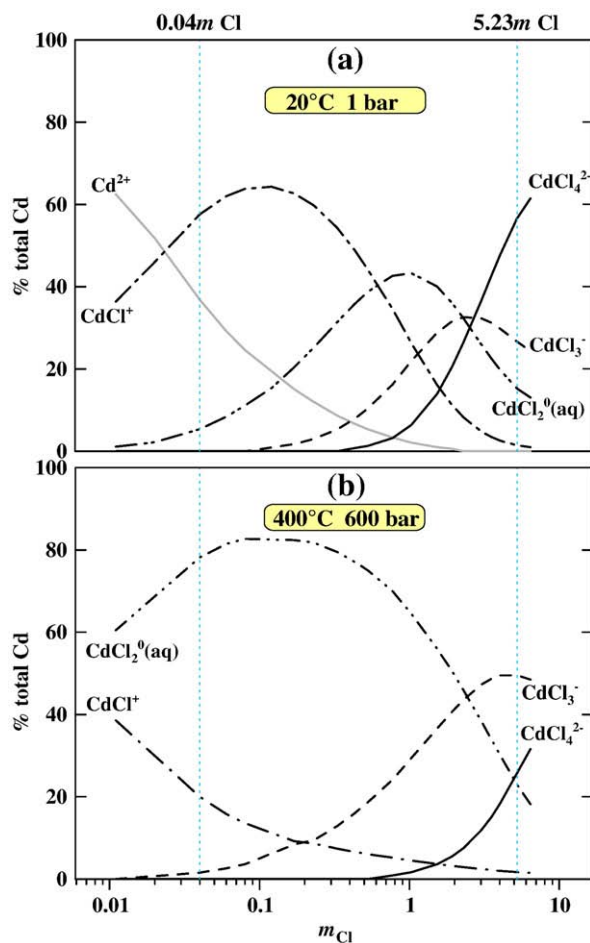 0.04m Cl 5.23m Cl
100
(a)
20°C 1 bar
80
Cd²⁺
CdCl₄²⁻
60
% total Cd
40
CdCl⁺
CdCl₃⁻
20
CdCl₂⁰(aq)
0
100
(b)
400°C 600 bar
80
60
CdCl₂⁰(aq)
% total Cd
CdCl⁺
CdCl₃⁻
40
CdCl₄²⁻
20
0
0.01 0.1 1 10
mCl